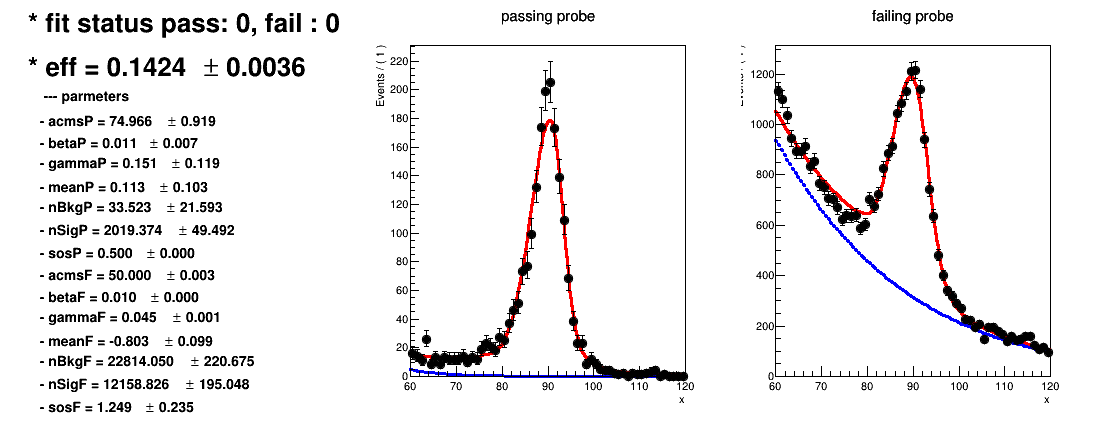 * fit status pass: 0, fail : 0
* eff = 0.1424 ± 0.0036
--- parmeters
- acmsP = 74.966 ± 0.919
- betaP = 0.011 ± 0.007
- gammaP = 0.151 ± 0.119
- meanP = 0.113 ± 0.103
- nBkgP = 33.523 ± 21.593
- nSigP = 2019.374 ± 49.492
- sosP = 0.500 ± 0.000
- acmsF = 50.000 ± 0.003
- betaF = 0.010 ± 0.000
- gammaF = 0.045 ± 0.001
- meanF = -0.803 ± 0.099
- nBkgF = 22814.050 ± 220.675
- nSigF = 12158.826 ± 195.048
- sosF = 1.249 ± 0.235
passing probe
Events / ( 1 )
220
200
180
160
140
120
100
80
60
40
20
0
60 70 80 90 100 110 120
x
failing probe
1200
1000
800
600
400
200
0
60 70 80 90 100 110 120
x